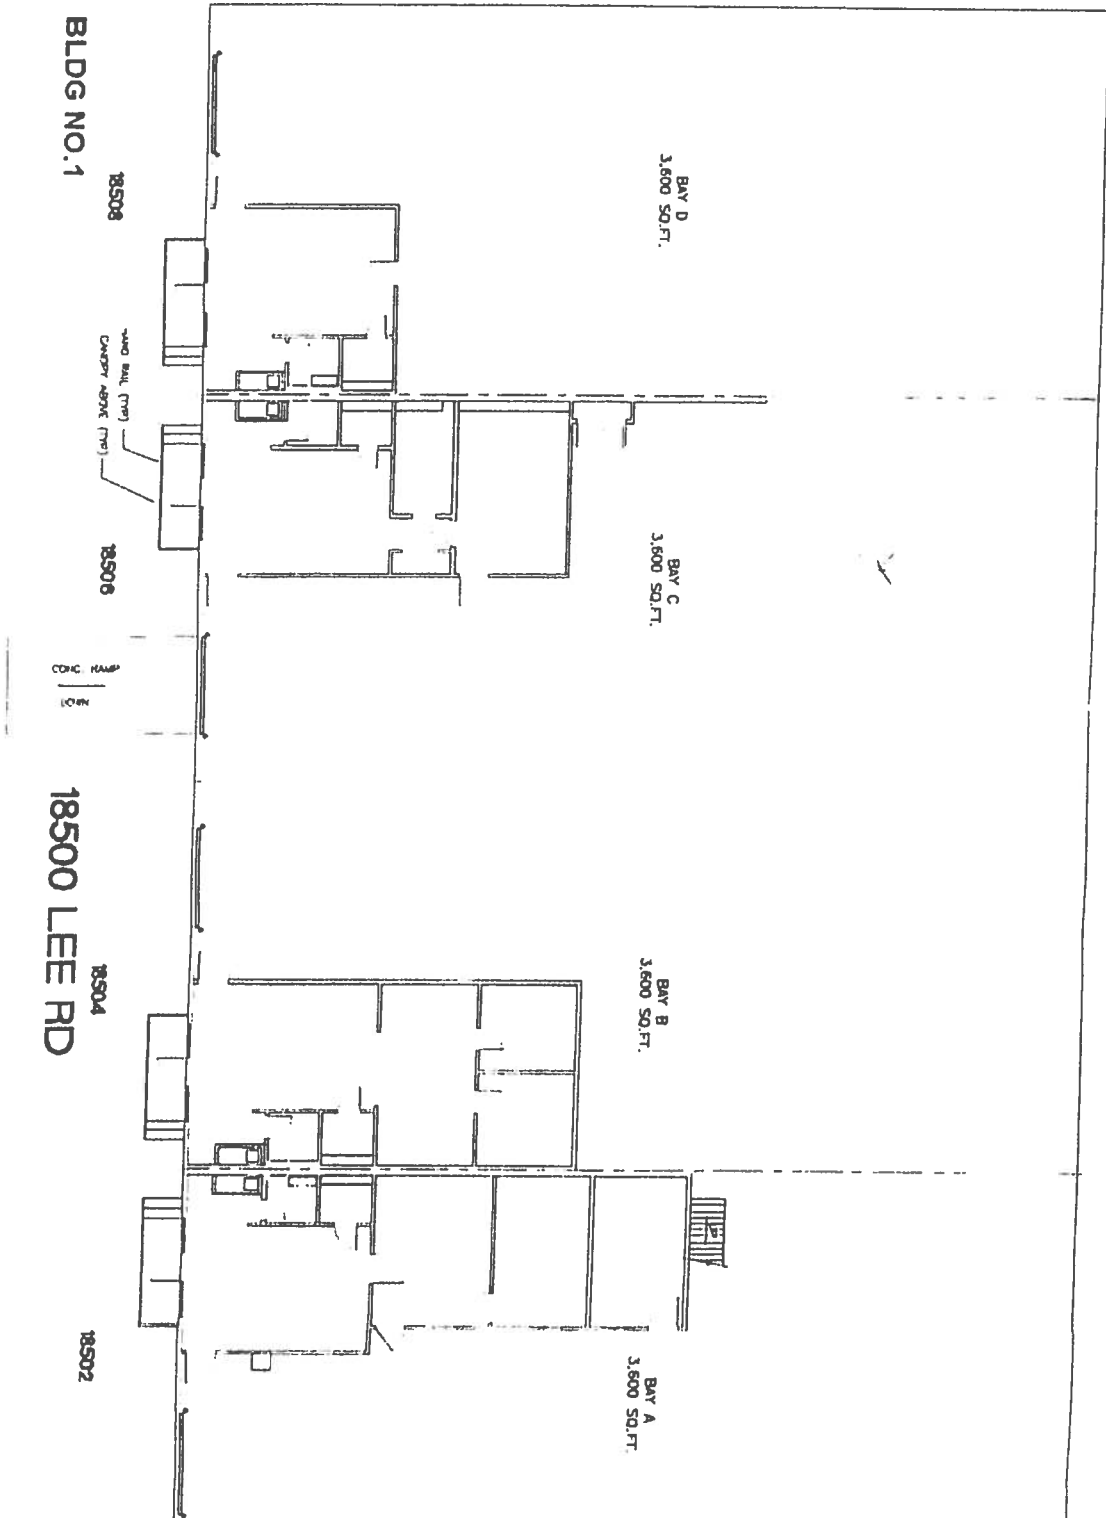 BLDG NO.1
18500 LEE RD
18508
18506
18504
18502
BAY D
3,600 SQ.FT.
BAY C
3,600 SQ.FT.
BAY B
3,600 SQ.FT.
BAY A
3,600 SQ.FT.
RAIL (TYP)
CANOPY ABOVE (TYP)
CONC. RAMP
DOWN
UP